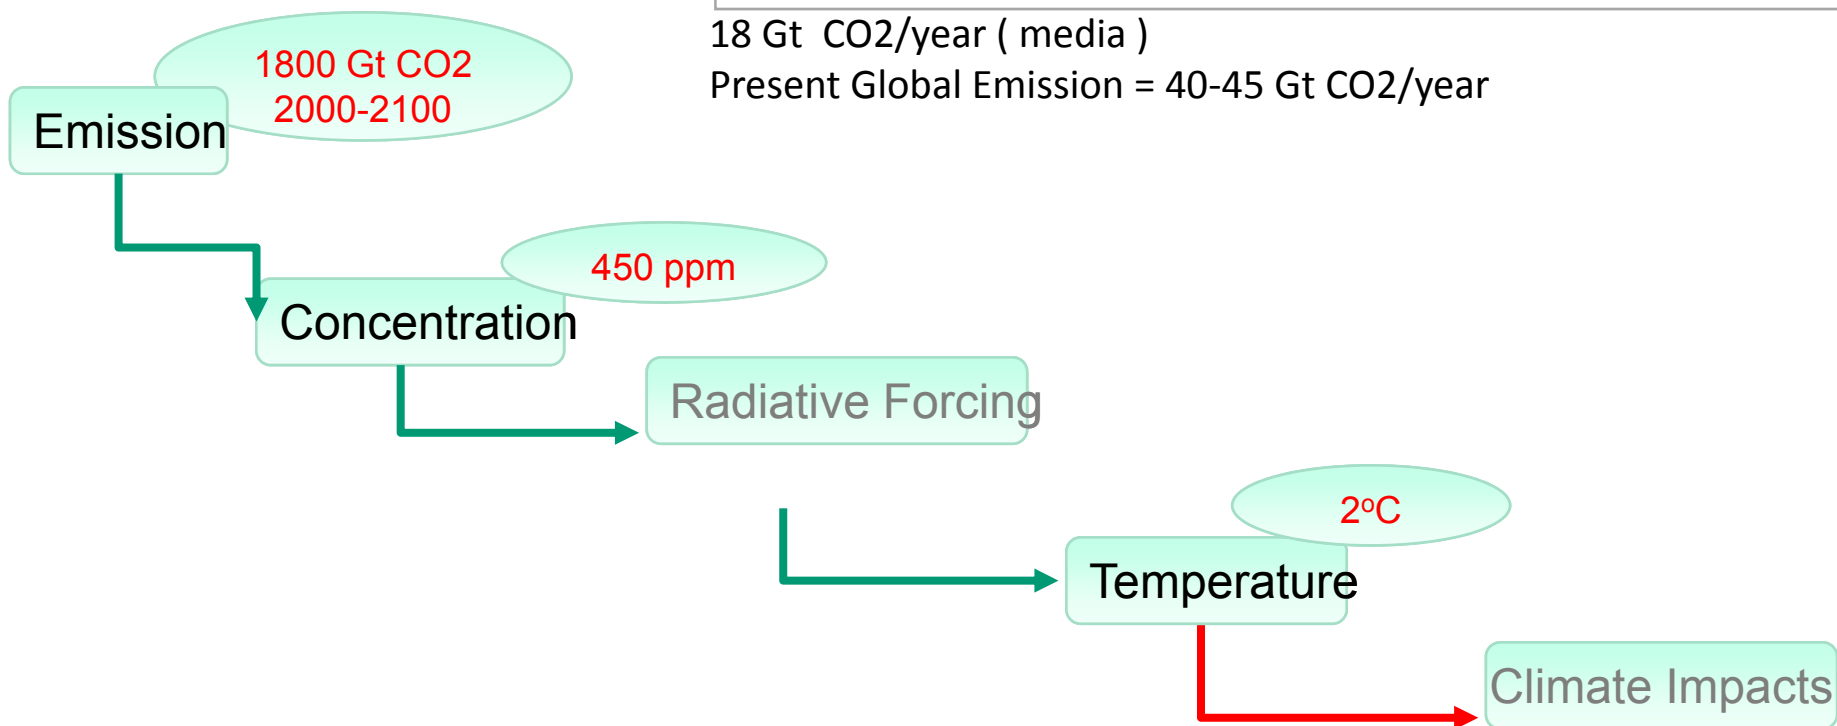 18 Gt CO2/year ( media )
Present Global Emission = 40-45 Gt CO2/year
1800 Gt CO2
2000-2100
Emission
450 ppm
Concentration
Radiative Forcing
2ºC
Temperature
Climate Impacts